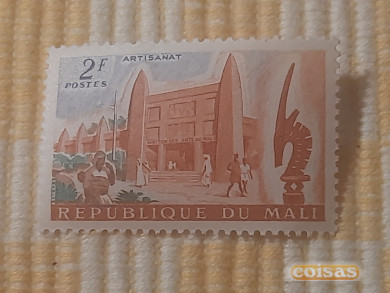 ARTISANAT
2F
POSTES
REPUBLIQUE DU MALI
coisas